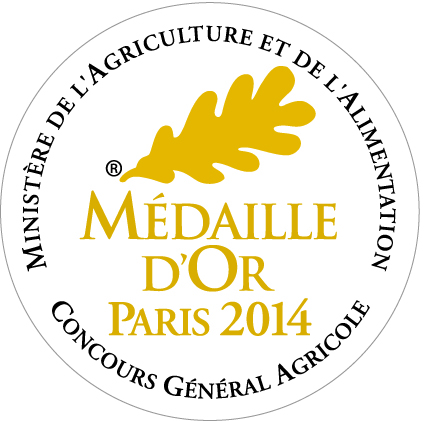 Ministère de l'Agriculture et de l'Alimentation
®
Médaille
d'Or
Paris 2014
Concours Général Agricole